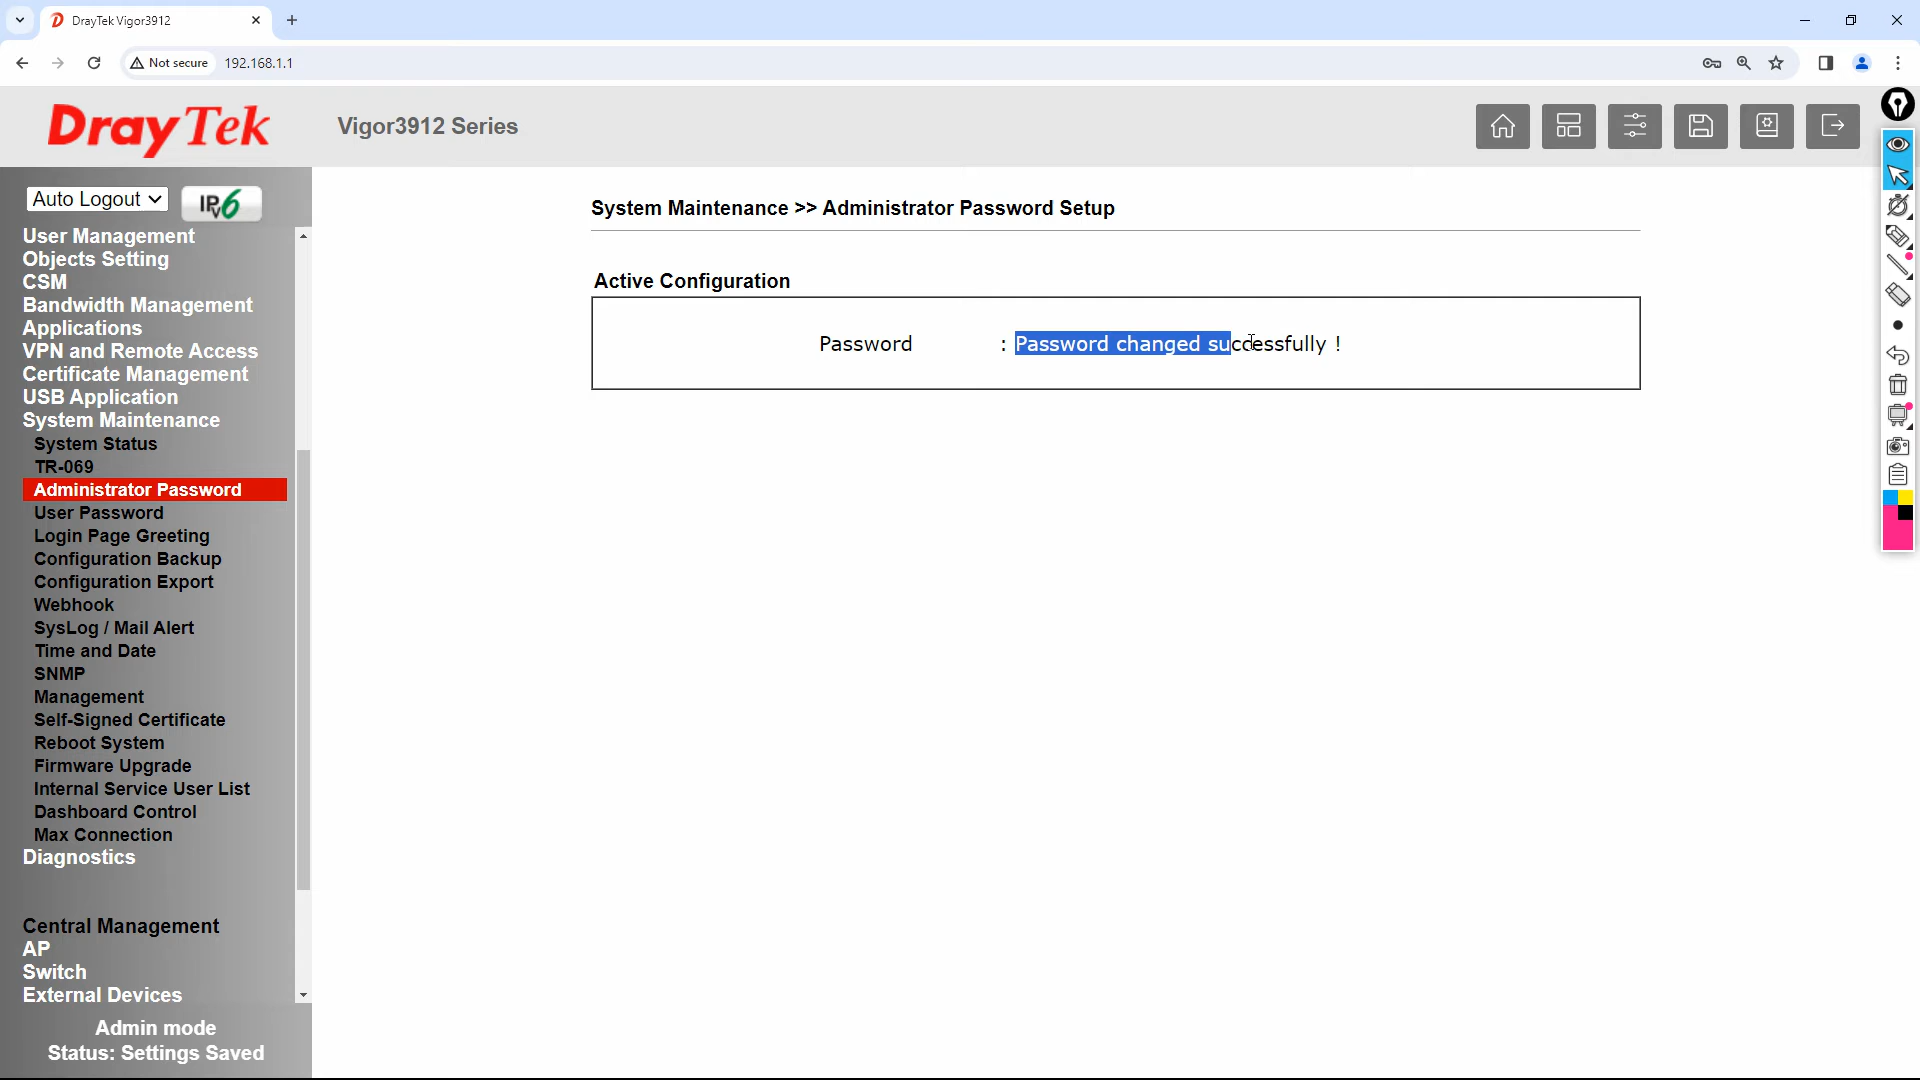 DrayTek Vigor3912
Not secure
192.168.1.1
DrayTek
Vigor3912 Series
Auto Logout
IPv6
User Management
Objects Setting
CSM
Bandwidth Management
Applications
VPN and Remote Access
Certificate Management
USB Application
System Maintenance
System Status
TR-069
Administrator Password
User Password
Login Page Greeting
Configuration Backup
Configuration Export
Webhook
SysLog / Mail Alert
Time and Date
SNMP
Management
Self-Signed Certificate
Reboot System
Firmware Upgrade
Internal Service User List
Dashboard Control
Max Connection
Diagnostics
Central Management
AP
Switch
External Devices
Admin mode
Status: Settings Saved
System Maintenance >> Administrator Password Setup
Active Configuration
Password : Password changed successfully !